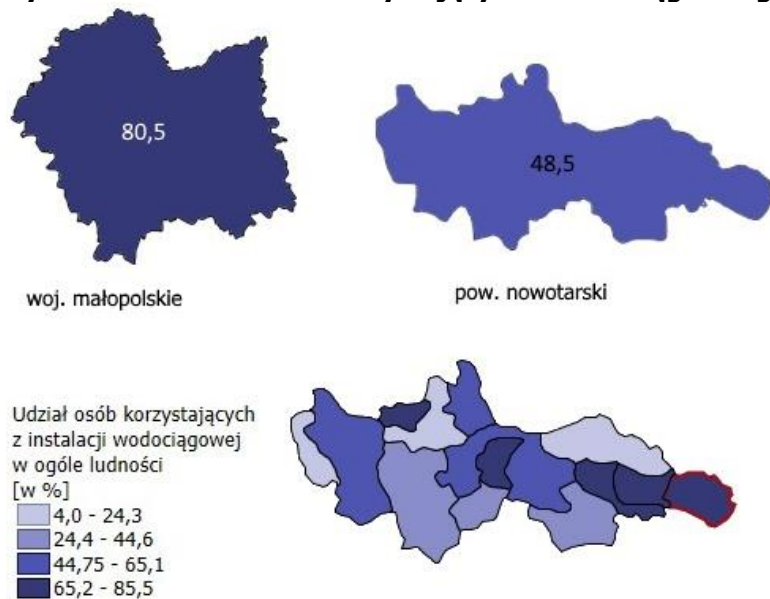 80,5
48,5
woj. małopolskie
pow. nowotarski
Udział osób korzystających
z instalacji wodociągowej
w ogóle ludności
[w %]
4,0 - 24,3
24,4 - 44,6
44,75 - 65,1
65,2 - 85,5